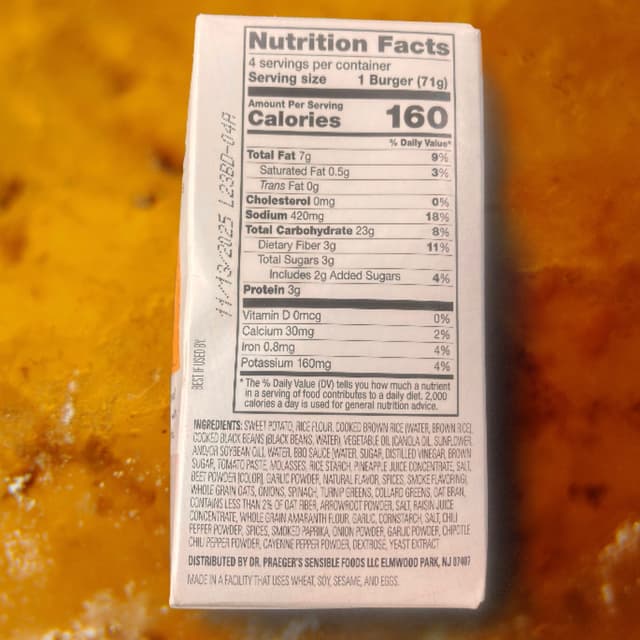 Nutrition Facts
4 servings per container
Serving size 1 Burger (71g)
Amount Per Serving
Calories 160
% Daily Value*
Total Fat 7g 9%
Saturated Fat 0.5g 3%
Trans Fat 0g
Cholesterol 0mg 0%
Sodium 420mg 18%
Total Carbohydrate 23g 8%
Dietary Fiber 3g 11%
Total Sugars 3g
Includes 2g Added Sugars 4%
Protein 3g
Vitamin D 0mcg 0%
Calcium 30mg 2%
Iron 0.8mg 4%
Potassium 160mg 4%
* The % Daily Value (DV) tells you how much a nutrient
in a serving of food contributes to a daily diet. 2,000
calories a day is used for general nutrition advice.
BEST IF USED BY:
11/13/2025 L23BD-04A
INGREDIENTS: SWEET POTATO, RICE FLOUR, COOKED BROWN RICE (WATER, BROWN RICE),
COOKED BLACK BEANS (BLACK BEANS, WATER), VEGETABLE OIL (CANOLA OIL, SUNFLOWER,
AND/OR SOYBEAN OIL), WATER, BBQ SAUCE (WATER, SUGAR, DISTILLED VINEGAR, BROWN
SUGAR, TOMATO PASTE, MOLASSES, RICE STARCH, PINEAPPLE JUICE CONCENTRATE, SALT,
BEET POWDER [COLOR], GARLIC POWDER, NATURAL FLAVOR, SPICES, SMOKE FLAVORING),
WHOLE GRAIN OATS, ONIONS, SPINACH, TURNIP GREENS, COLLARD GREENS, OAT BRAN,
CONTAINS LESS THAN 2% OF OAT FIBER, ARROWROOT POWDER, SALT, RAISIN JUICE
CONCENTRATE, WHOLE GRAIN AMARANTH FLOUR, GARLIC, CORNSTARCH, SALT, CHILI
PEPPER POWDER, SPICES, SMOKED PAPRIKA, ONION POWDER, GARLIC POWDER, CHIPOTLE
CHILI PEPPER POWDER, CAYENNE PEPPER POWDER, DEXTROSE, YEAST EXTRACT
DISTRIBUTED BY DR. PRAEGER'S SENSIBLE FOODS LLC ELMWOOD PARK, NJ 07407
MADE IN A FACILITY THAT USES WHEAT, SOY, SESAME, AND EGGS.